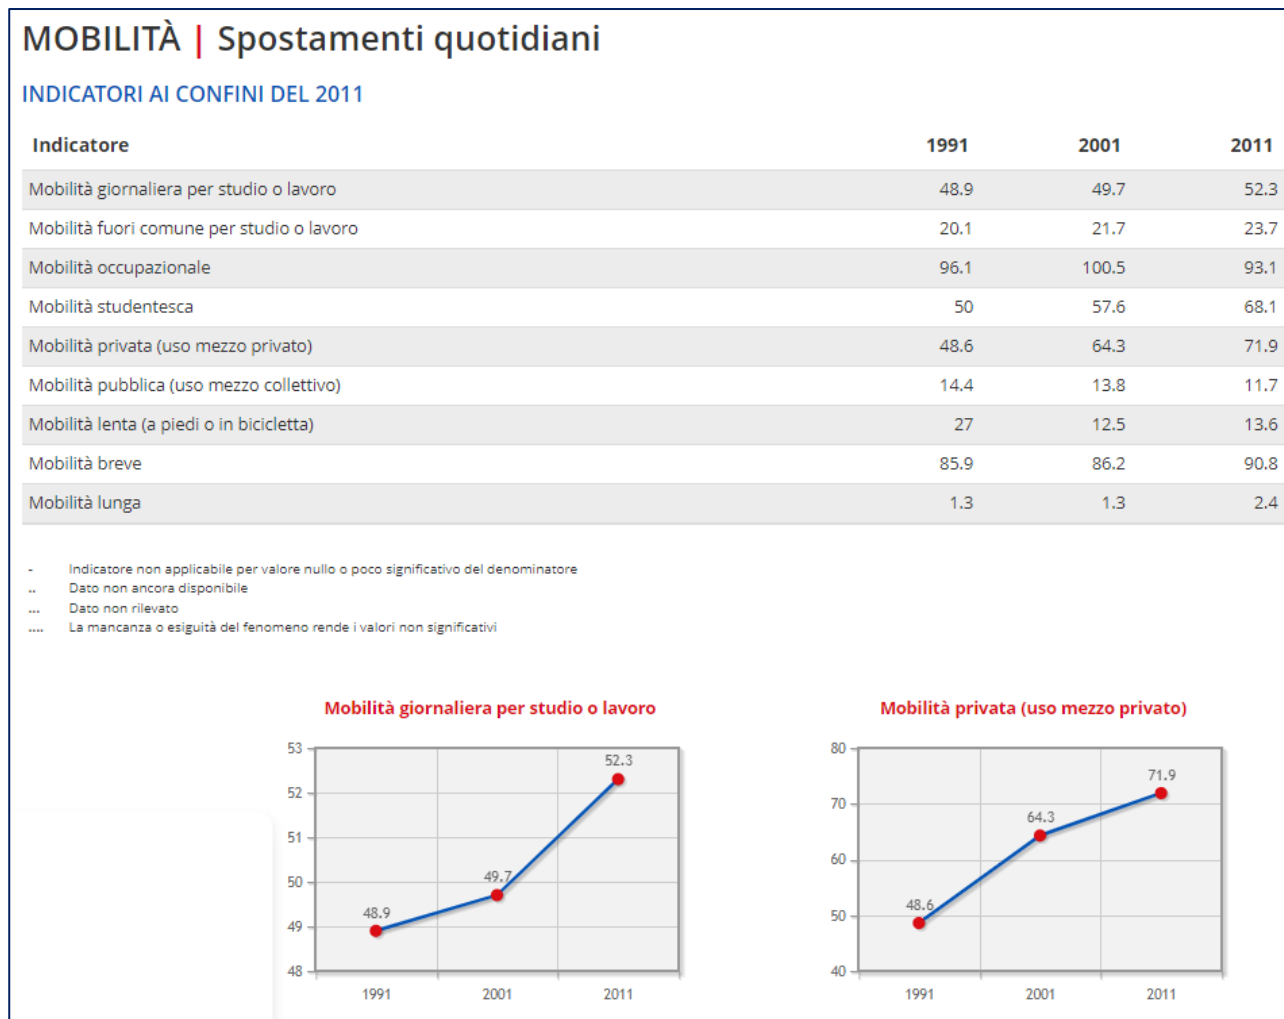 MOBILITÀ | Spostamenti quotidiani
INDICATORI AI CONFINI DEL 2011
Indicatore 1991 2001 2011
Mobilità giornaliera per studio o lavoro 48.9 49.7 52.3
Mobilità fuori comune per studio o lavoro 20.1 21.7 23.7
Mobilità occupazionale 96.1 100.5 93.1
Mobilità studentesca 50 57.6 68.1
Mobilità privata (uso mezzo privato) 48.6 64.3 71.9
Mobilità pubblica (uso mezzo collettivo) 14.4 13.8 11.7
Mobilità lenta (a piedi o in bicicletta) 27 12.5 13.6
Mobilità breve 85.9 86.2 90.8
Mobilità lunga 1.3 1.3 2.4
- Indicatore non applicabile per valore nullo o poco significativo del denominatore
.. Dato non ancora disponibile
... Dato non rilevato
.... La mancanza o esiguità del fenomeno rende i valori non significativi
Mobilità giornaliera per studio o lavoro
53
52
51
50
49
48
48.9
49.7
52.3
1991 2001 2011
Mobilità privata (uso mezzo privato)
80
70
60
50
40
48.6
64.3
71.9
1991 2001 2011